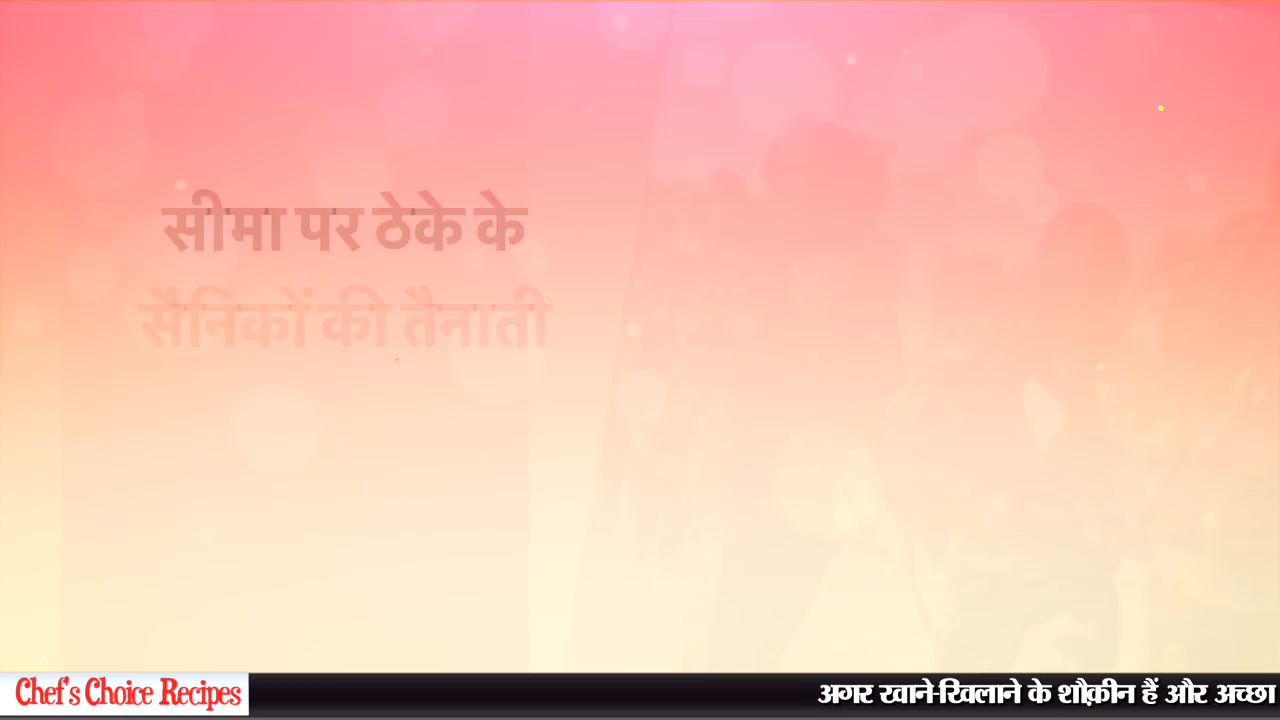 सीमा पर ठेके के
सैनिकों की तैनाती
Chef's Choice Recipes
अगर खाने-खिलाने के शौक़ीन हैं और अच्छा